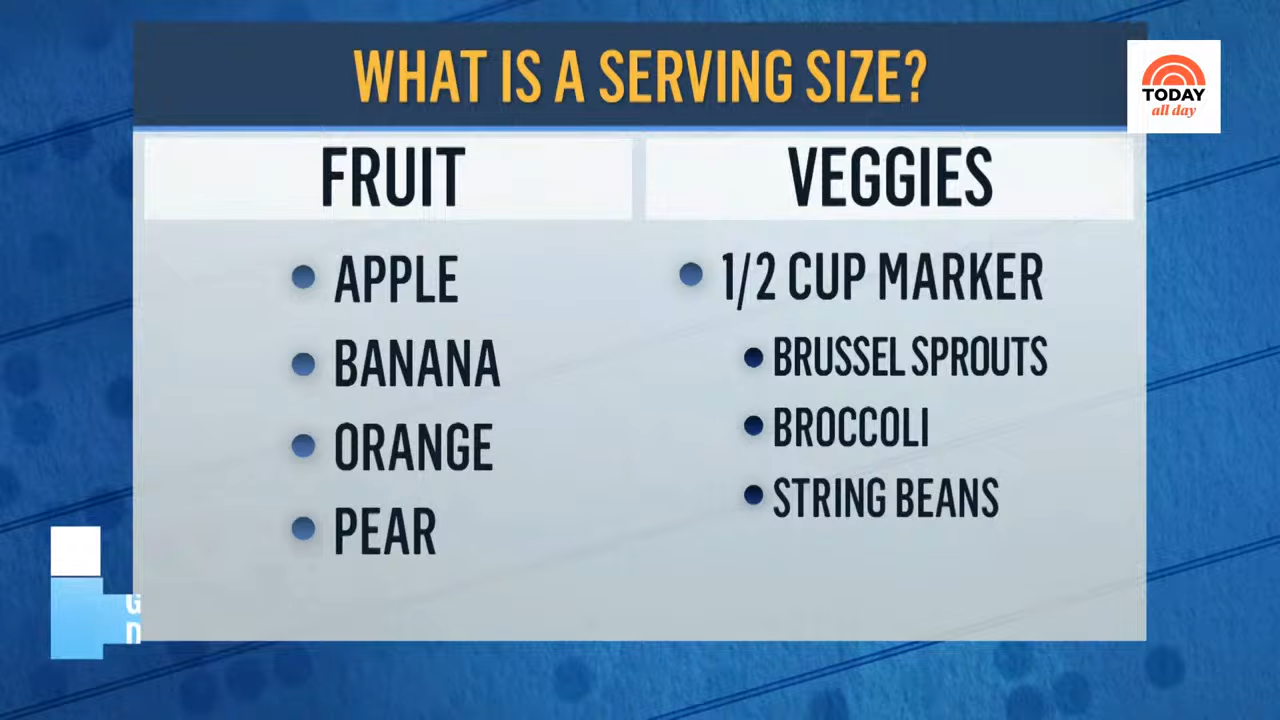 WHAT IS A SERVING SIZE?
TODAY
all day
FRUIT
APPLE
BANANA
ORANGE
PEAR
VEGGIES
1/2 CUP MARKER
BRUSSEL SPROUTS
BROCCOLI
STRING BEANS